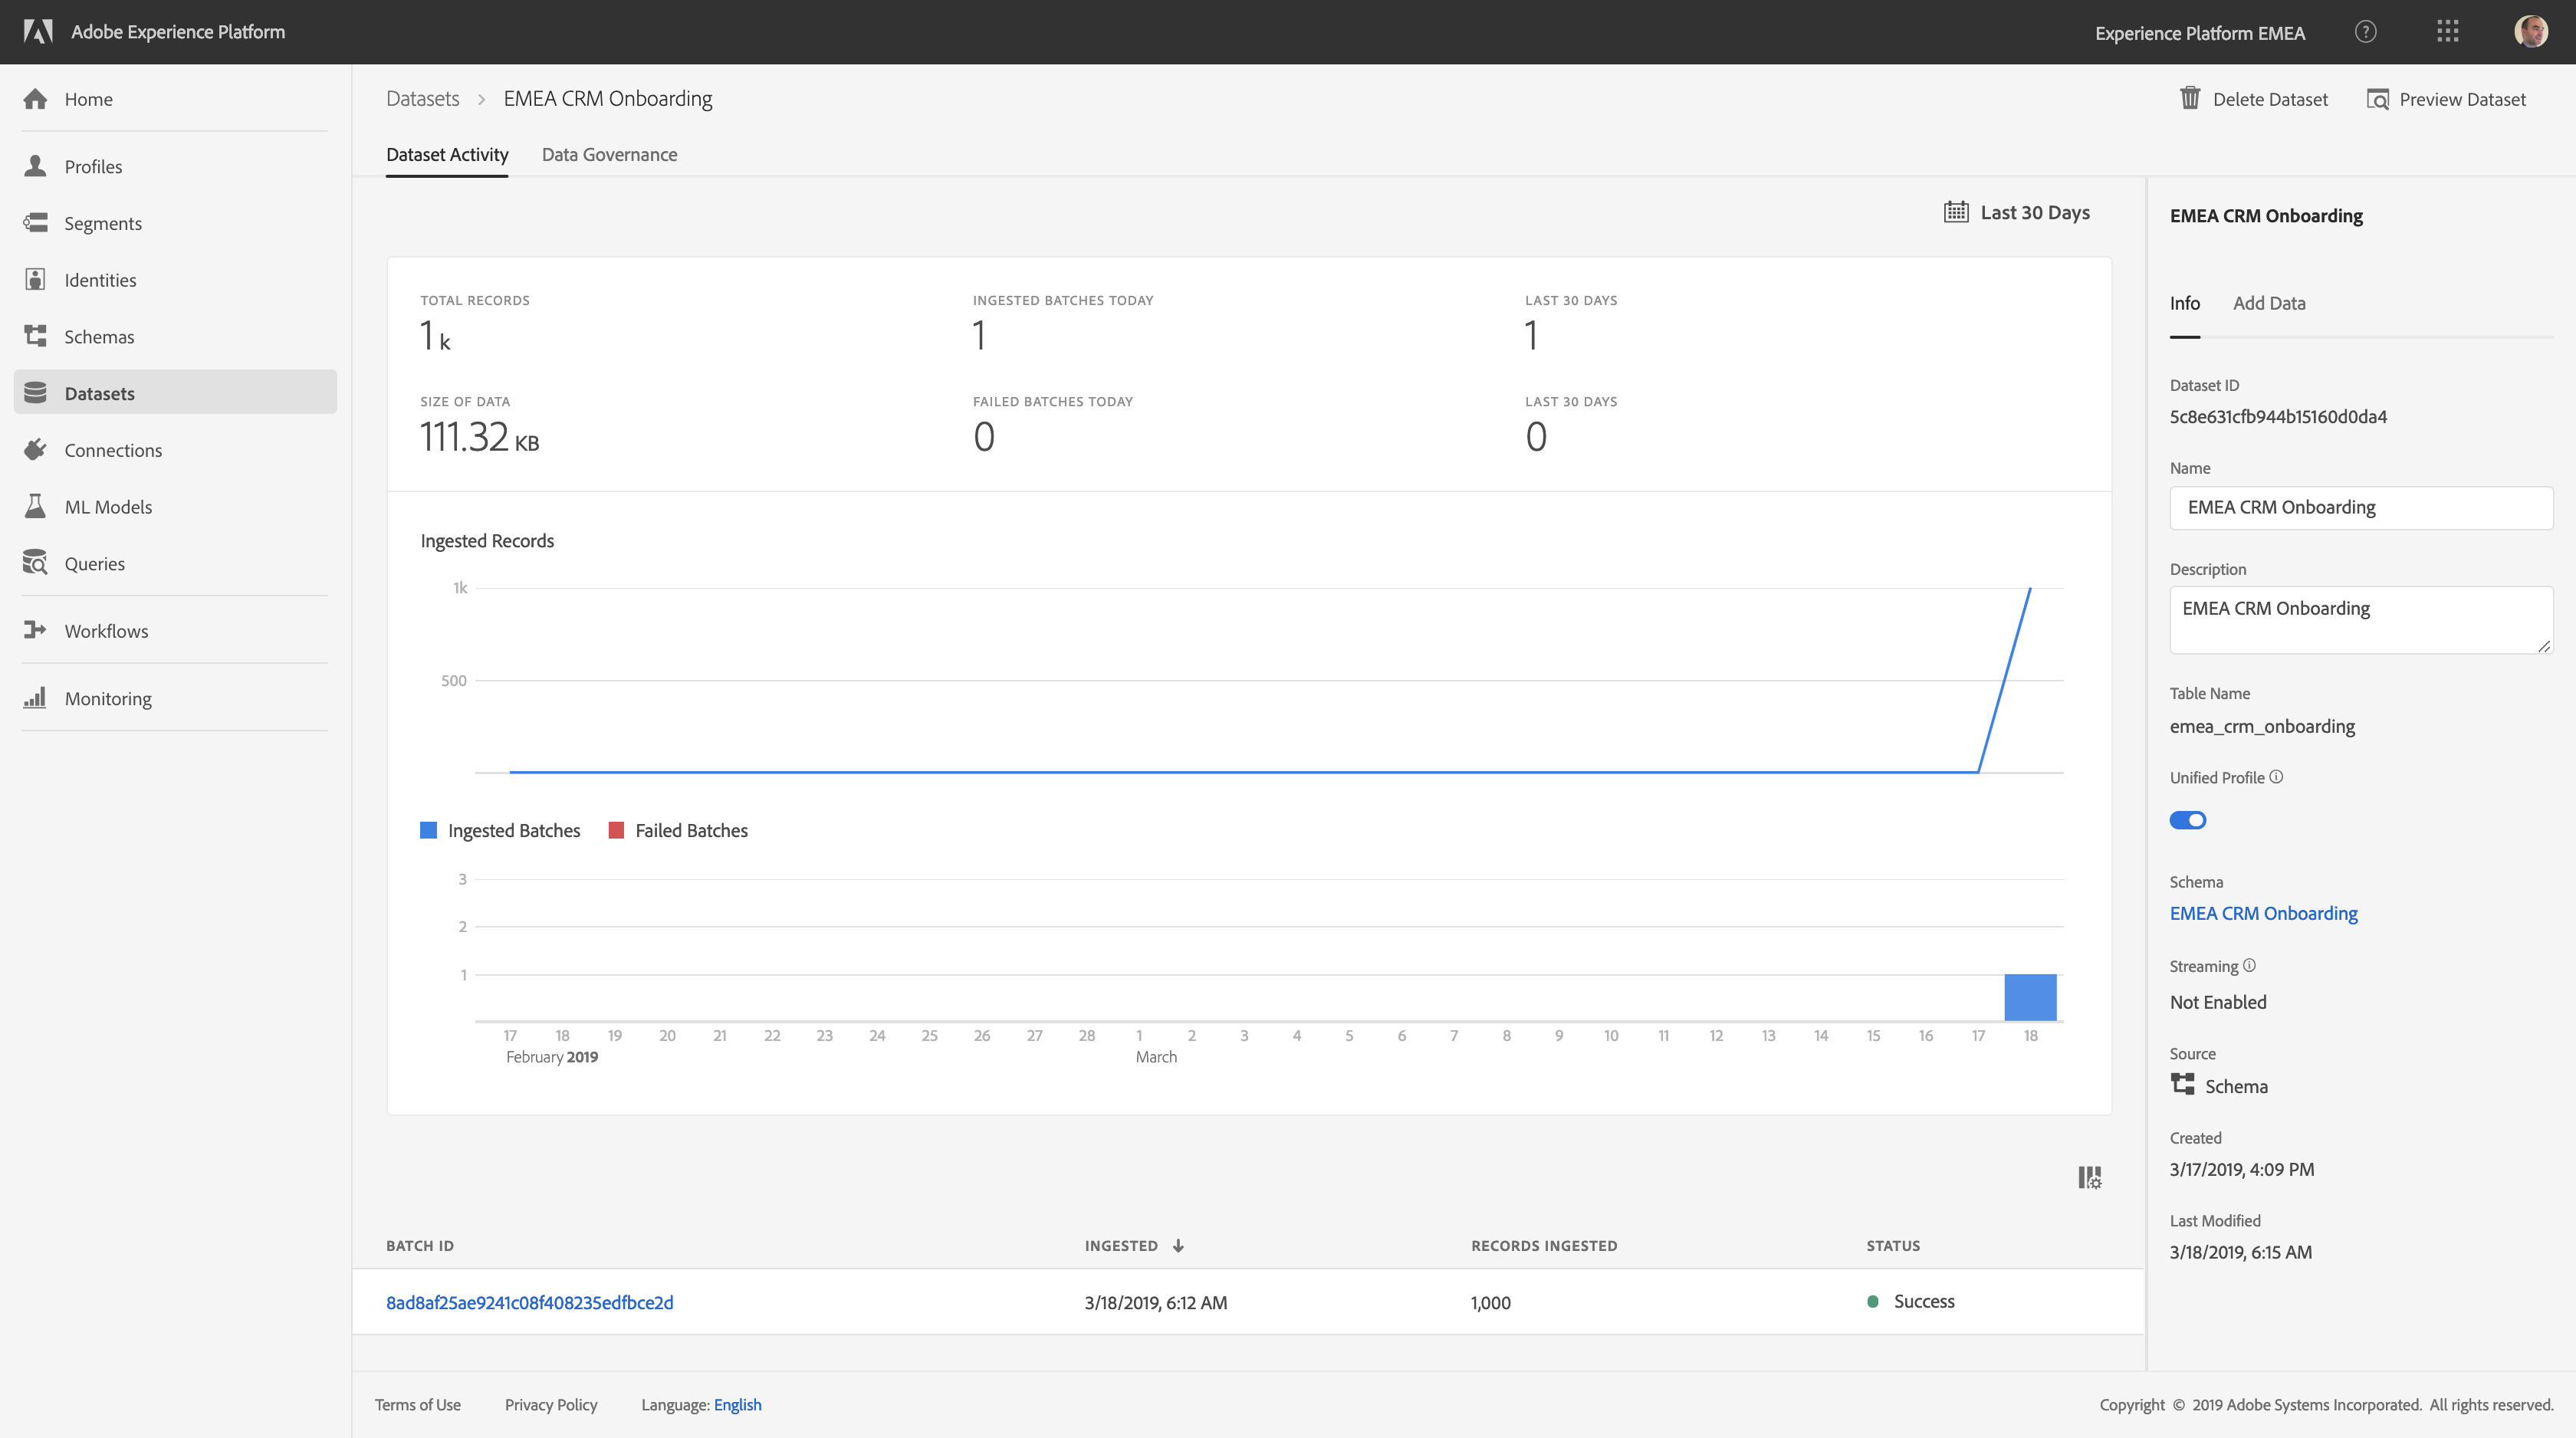 Adobe Experience Platform
Experience Platform EMEA
Home
Profiles
Segments
Identities
Schemas
Datasets
Connections
ML Models
Queries
Workflows
Monitoring
Datasets > EMEA CRM Onboarding
Delete Dataset
Preview Dataset
Dataset Activity
Data Governance
Last 30 Days
TOTAL RECORDS
1 k
INGESTED BATCHES TODAY
1
LAST 30 DAYS
1
SIZE OF DATA
111.32 KB
FAILED BATCHES TODAY
0
LAST 30 DAYS
0
Ingested Records
1k
500
Ingested Batches
Failed Batches
3
2
1
17 18 19 20 21 22 23 24 25 26 27 28 1 2 3 4 5 6 7 8 9 10 11 12 13 14 15 16 17 18
February 2019 March
BATCH ID INGESTED RECORDS INGESTED STATUS
8ad8af25ae9241c08f408235edfbce2d 3/18/2019, 6:12 AM 1,000 Success
EMEA CRM Onboarding
Info
Add Data
Dataset ID
5c8e631cfb944b15160d0da4
Name
EMEA CRM Onboarding
Description
EMEA CRM Onboarding
Table Name
emea_crm_onboarding
Unified Profile
Schema
EMEA CRM Onboarding
Streaming
Not Enabled
Source
Schema
Created
3/17/2019, 4:09 PM
Last Modified
3/18/2019, 6:15 AM
Terms of Use
Privacy Policy
Language: English
Copyright © 2019 Adobe Systems Incorporated. All rights reserved.